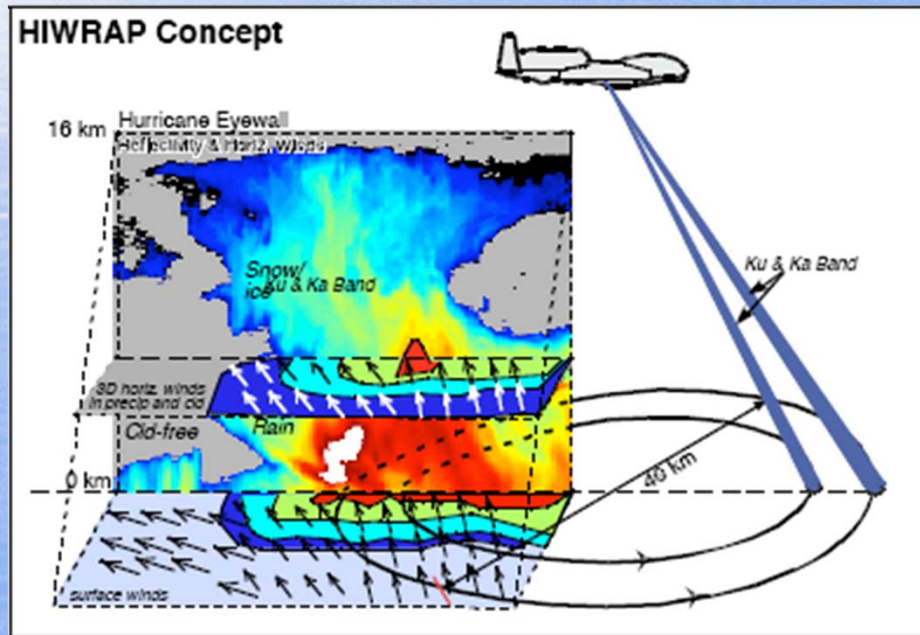 HIWRAP Concept
16 km
Hurricane Eyewall
Reflectivity & Horiz. Winds
Snow/
ice
Ku & Ka Band
Ku & Ka Band
3D horiz. winds
in precip and cld
Cld-free
Rain
0 km
40 km
surface winds